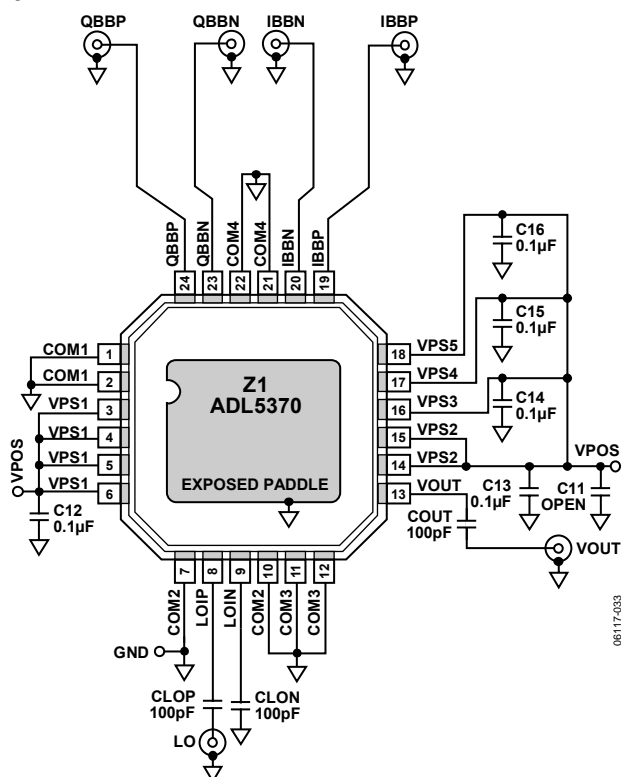 QBBP
QBBN
IBBN
IBBP
QBBP
QBBN
COM4
COM4
IBBN
IBBP
24
23
22
21
20
19
C16
0.1µF
C15
0.1µF
C14
0.1µF
COM1 1
COM1 2
VPS1 3
VPS1 4
VPS1 5
VPS1 6
VPOS
C12
0.1µF
Z1
ADL5370
EXPOSED PADDLE
18 VPS5
17 VPS4
16 VPS3
15 VPS2
14 VPS2
13 VOUT
VPOS
C13
0.1µF
C11
OPEN
COUT
100pF
VOUT
7
8
9
10
11
12
COM2
LOIP
LOIN
COM2
COM3
COM3
GND
CLOP
100pF
CLON
100pF
LO
06117-033